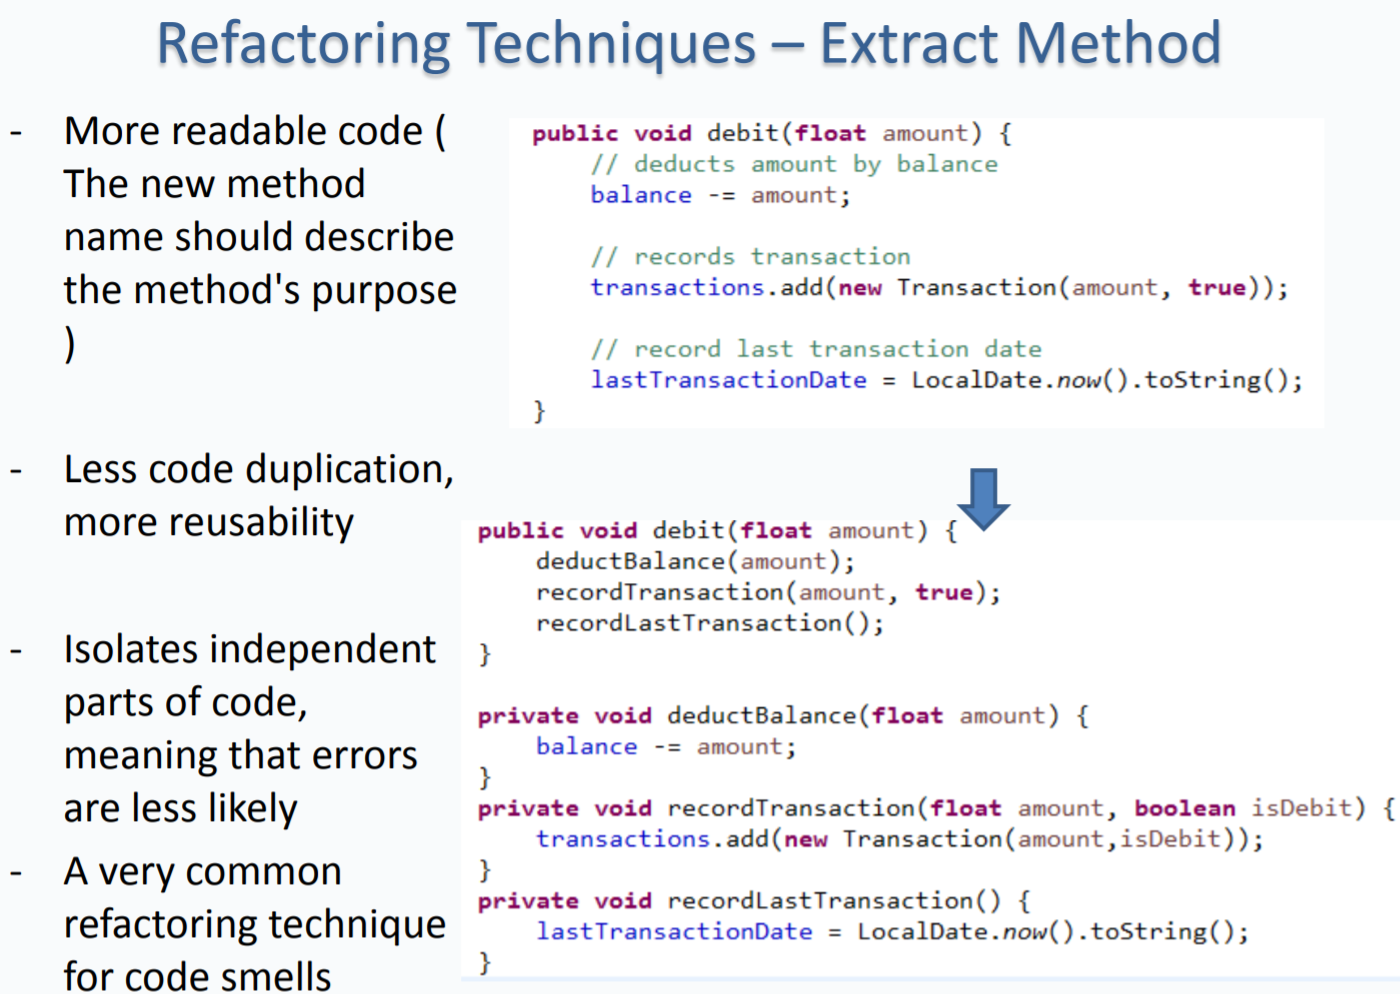 Refactoring Techniques – Extract Method
- More readable code (
The new method
name should describe
the method's purpose
)
- Less code duplication,
more reusability
- Isolates independent
parts of code,
meaning that errors
are less likely
- A very common
refactoring technique
for code smells
public void debit(float amount) {
    // deducts amount by balance
    balance -= amount;

    // records transaction
    transactions.add(new Transaction(amount, true));

    // record last transaction date
    lastTransactionDate = LocalDate.now().toString();
}
public void debit(float amount) {
    deductBalance(amount);
    recordTransaction(amount, true);
    recordLastTransaction();
}

private void deductBalance(float amount) {
    balance -= amount;
}
private void recordTransaction(float amount, boolean isDebit) {
    transactions.add(new Transaction(amount,isDebit));
}
private void recordLastTransaction() {
    lastTransactionDate = LocalDate.now().toString();
}